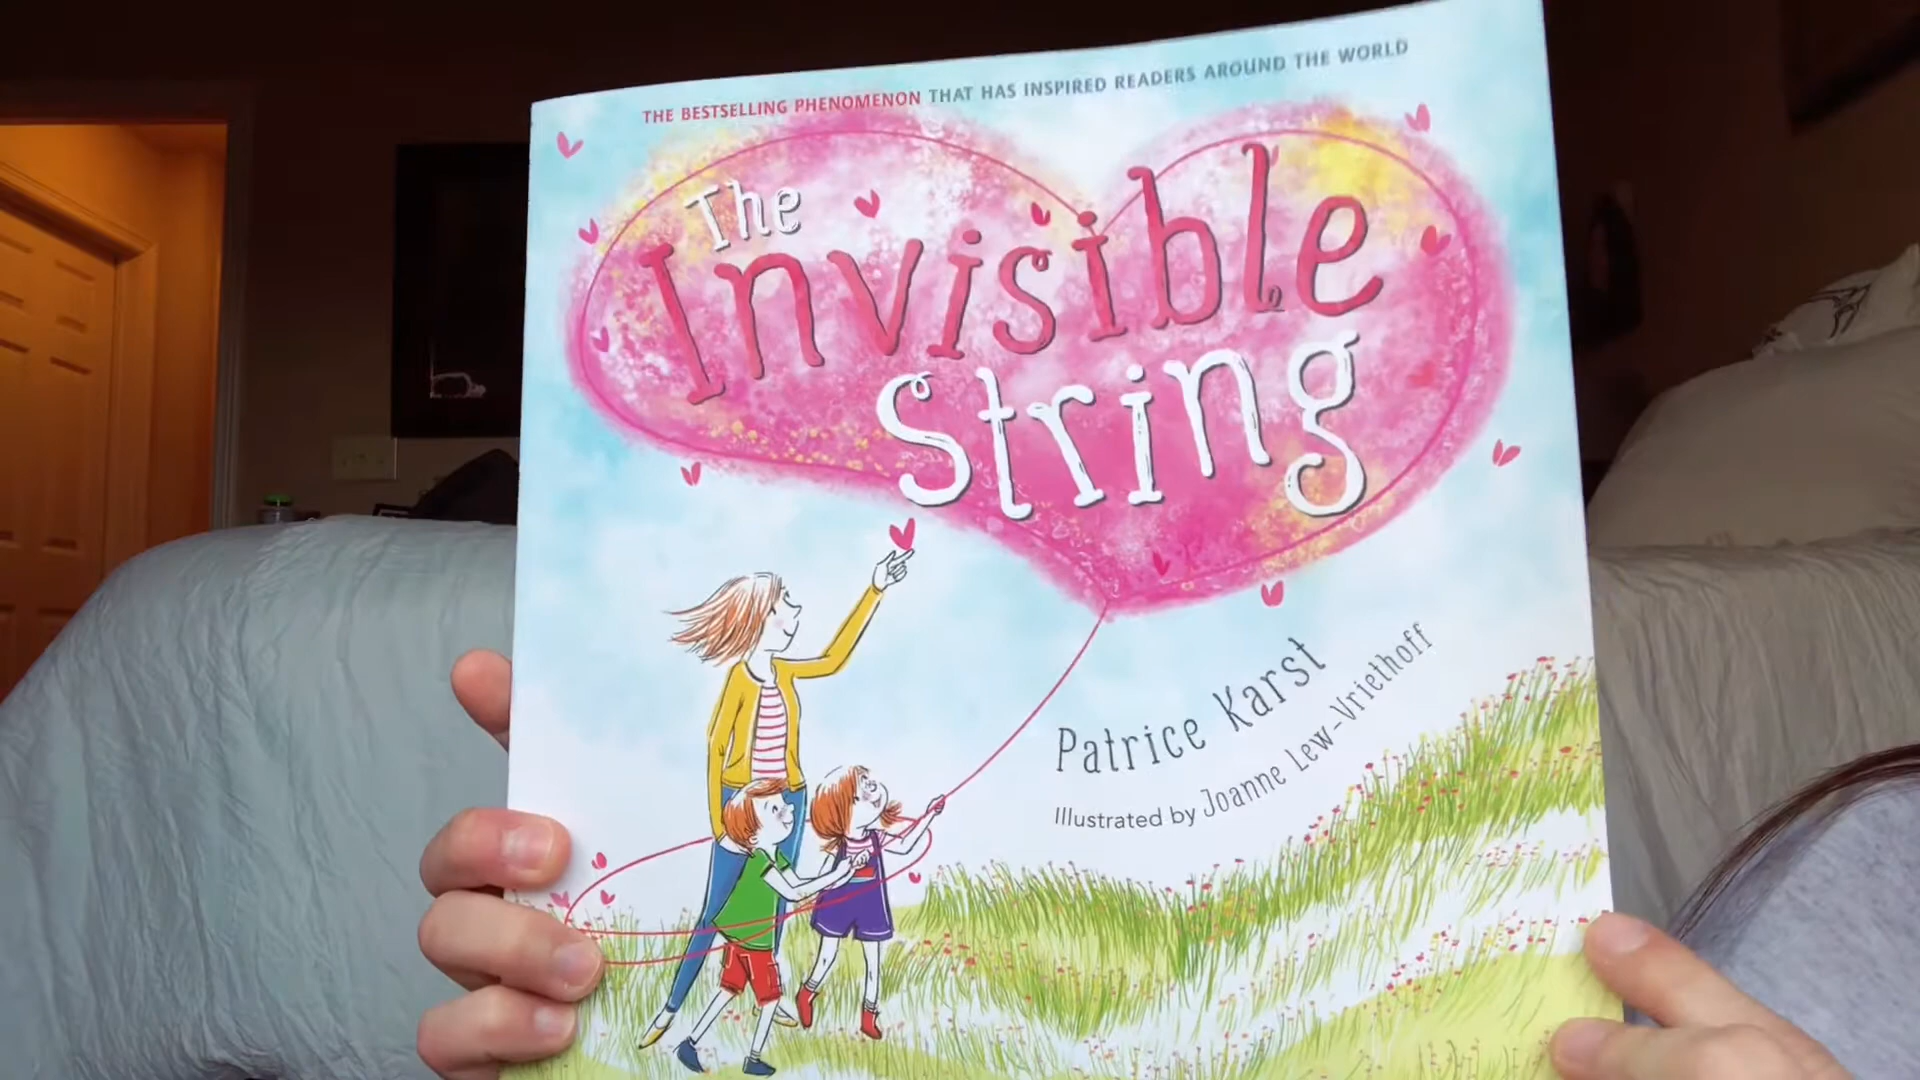 THE BESTSELLING PHENOMENON THAT HAS INSPIRED READERS AROUND THE WORLD
The
Invisible
String
Patrice Karst
Illustrated by Joanne Lew-Vriethoff